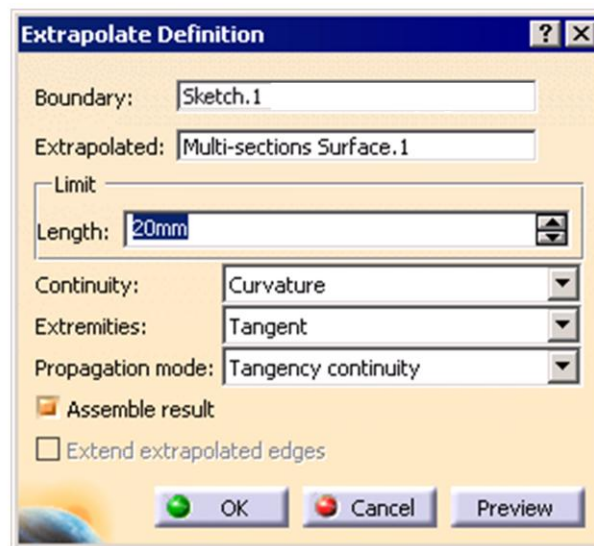 Extrapolate Definition
Boundary: Sketch.1
Extrapolated: Multi-sections Surface.1
Limit
Length: 20mm
Continuity: Curvature
Extremities: Tangent
Propagation mode: Tangency continuity
Assemble result
Extend extrapolated edges
OK Cancel Preview